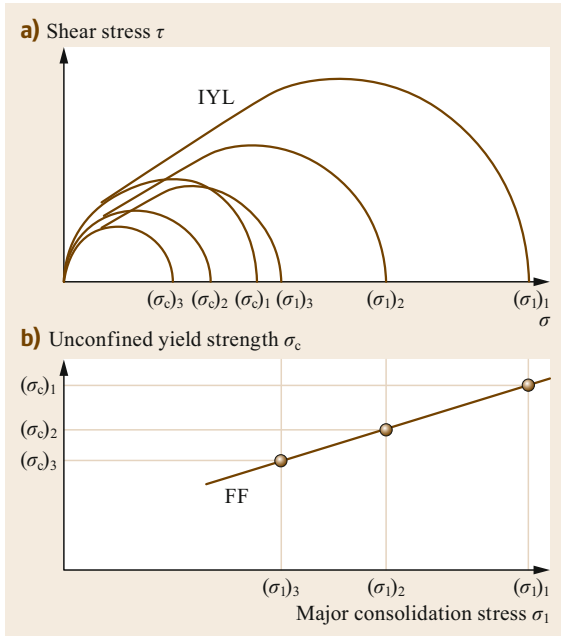 a) Shear stress τ
IYL
(σc)3 (σc)2 (σc)1 (σ1)3 (σ1)2 (σ1)1
σ
b) Unconfined yield strength σc
(σc)1
(σc)2
(σc)3
FF
(σ1)3 (σ1)2 (σ1)1
Major consolidation stress σ1